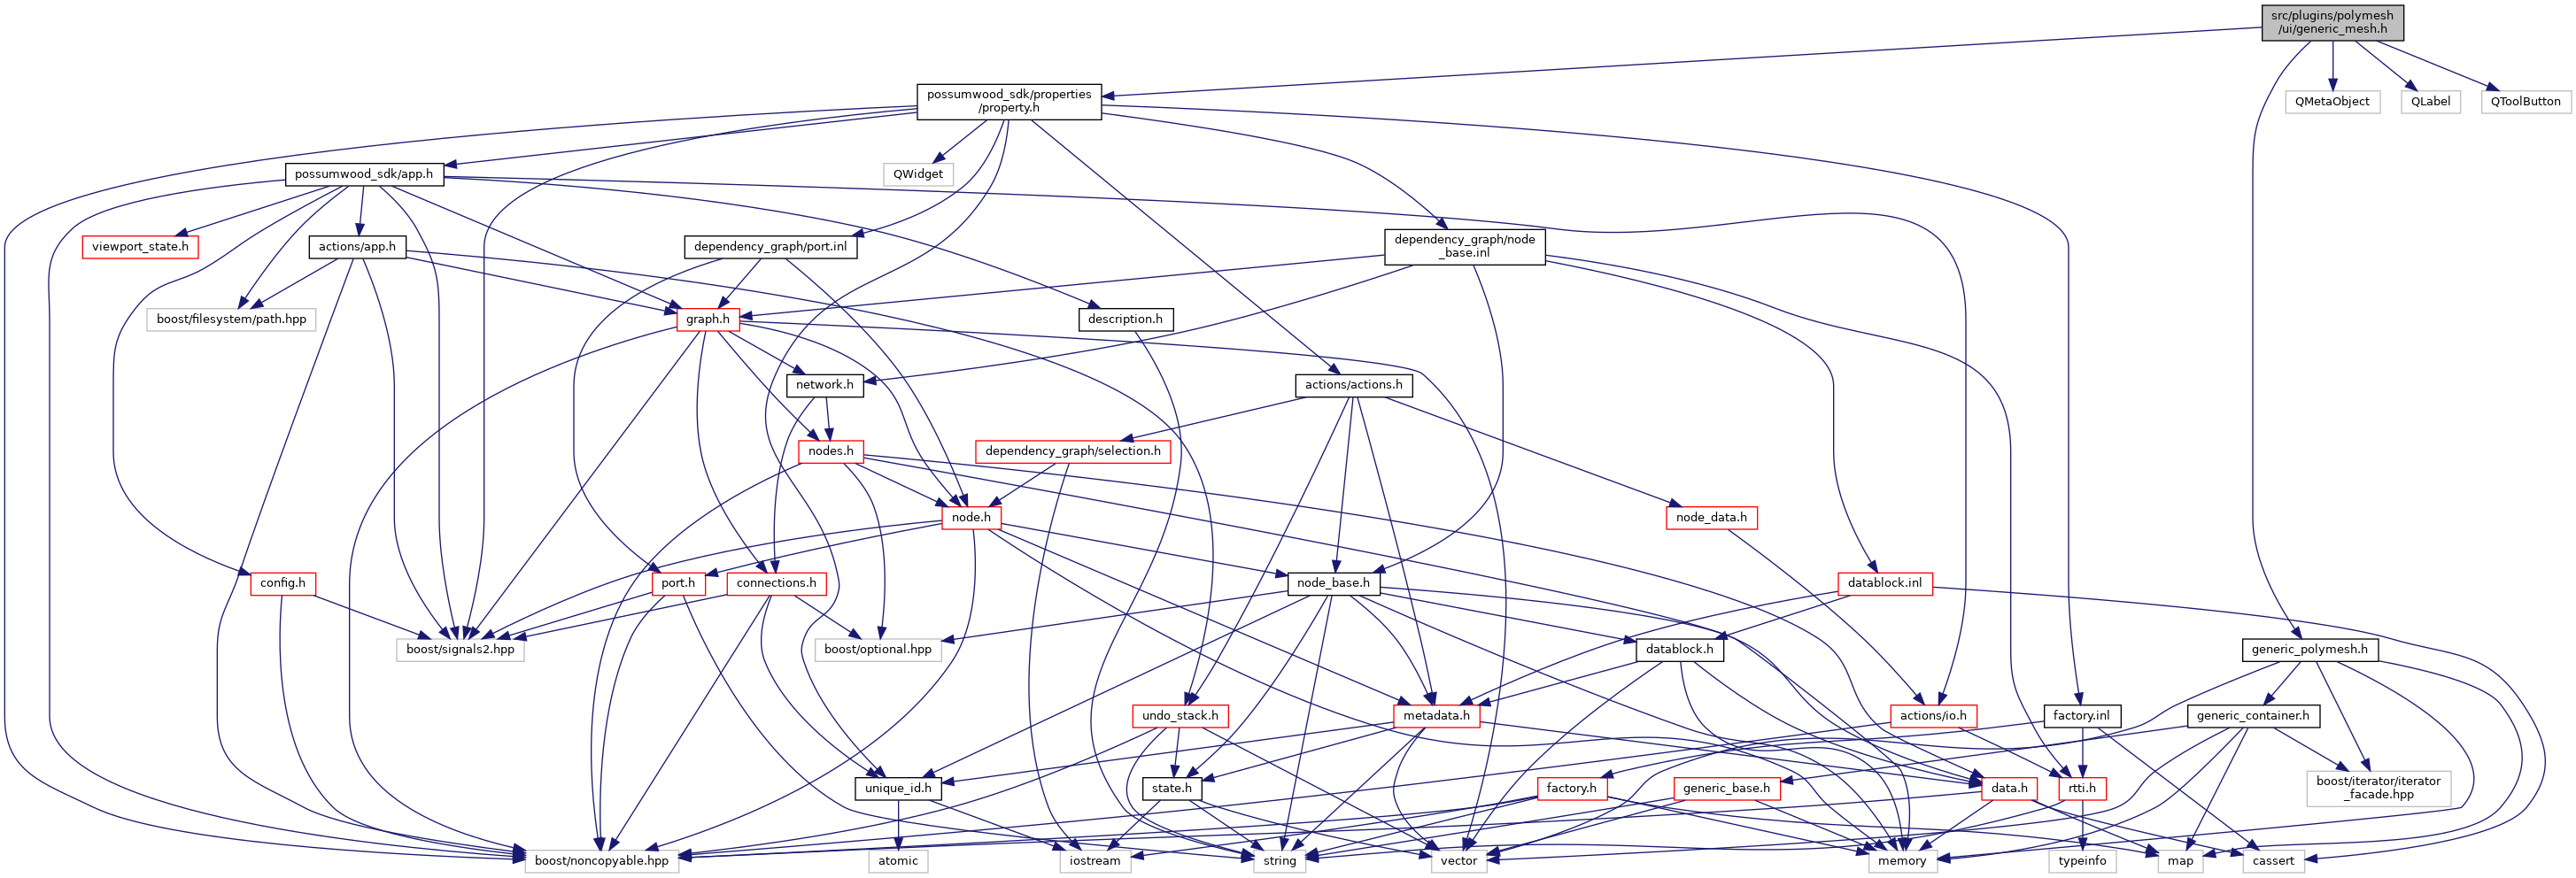 src/plugins/polymesh
/ui/generic_mesh.h
possumwood_sdk/properties
/property.h
QMetaObject
QLabel
QToolButton
possumwood_sdk/app.h
QWidget
viewport_state.h
actions/app.h
dependency_graph/port.inl
dependency_graph/node
_base.inl
boost/filesystem/path.hpp
graph.h
description.h
network.h
actions/actions.h
nodes.h
dependency_graph/selection.h
node.h
node_data.h
config.h
port.h
connections.h
node_base.h
datablock.inl
boost/signals2.hpp
boost/optional.hpp
datablock.h
generic_polymesh.h
undo_stack.h
metadata.h
actions/io.h
factory.inl
generic_container.h
unique_id.h
state.h
factory.h
generic_base.h
data.h
rtti.h
boost/iterator/iterator
_facade.hpp
boost/noncopyable.hpp
atomic
iostream
string
vector
memory
typeinfo
map
cassert